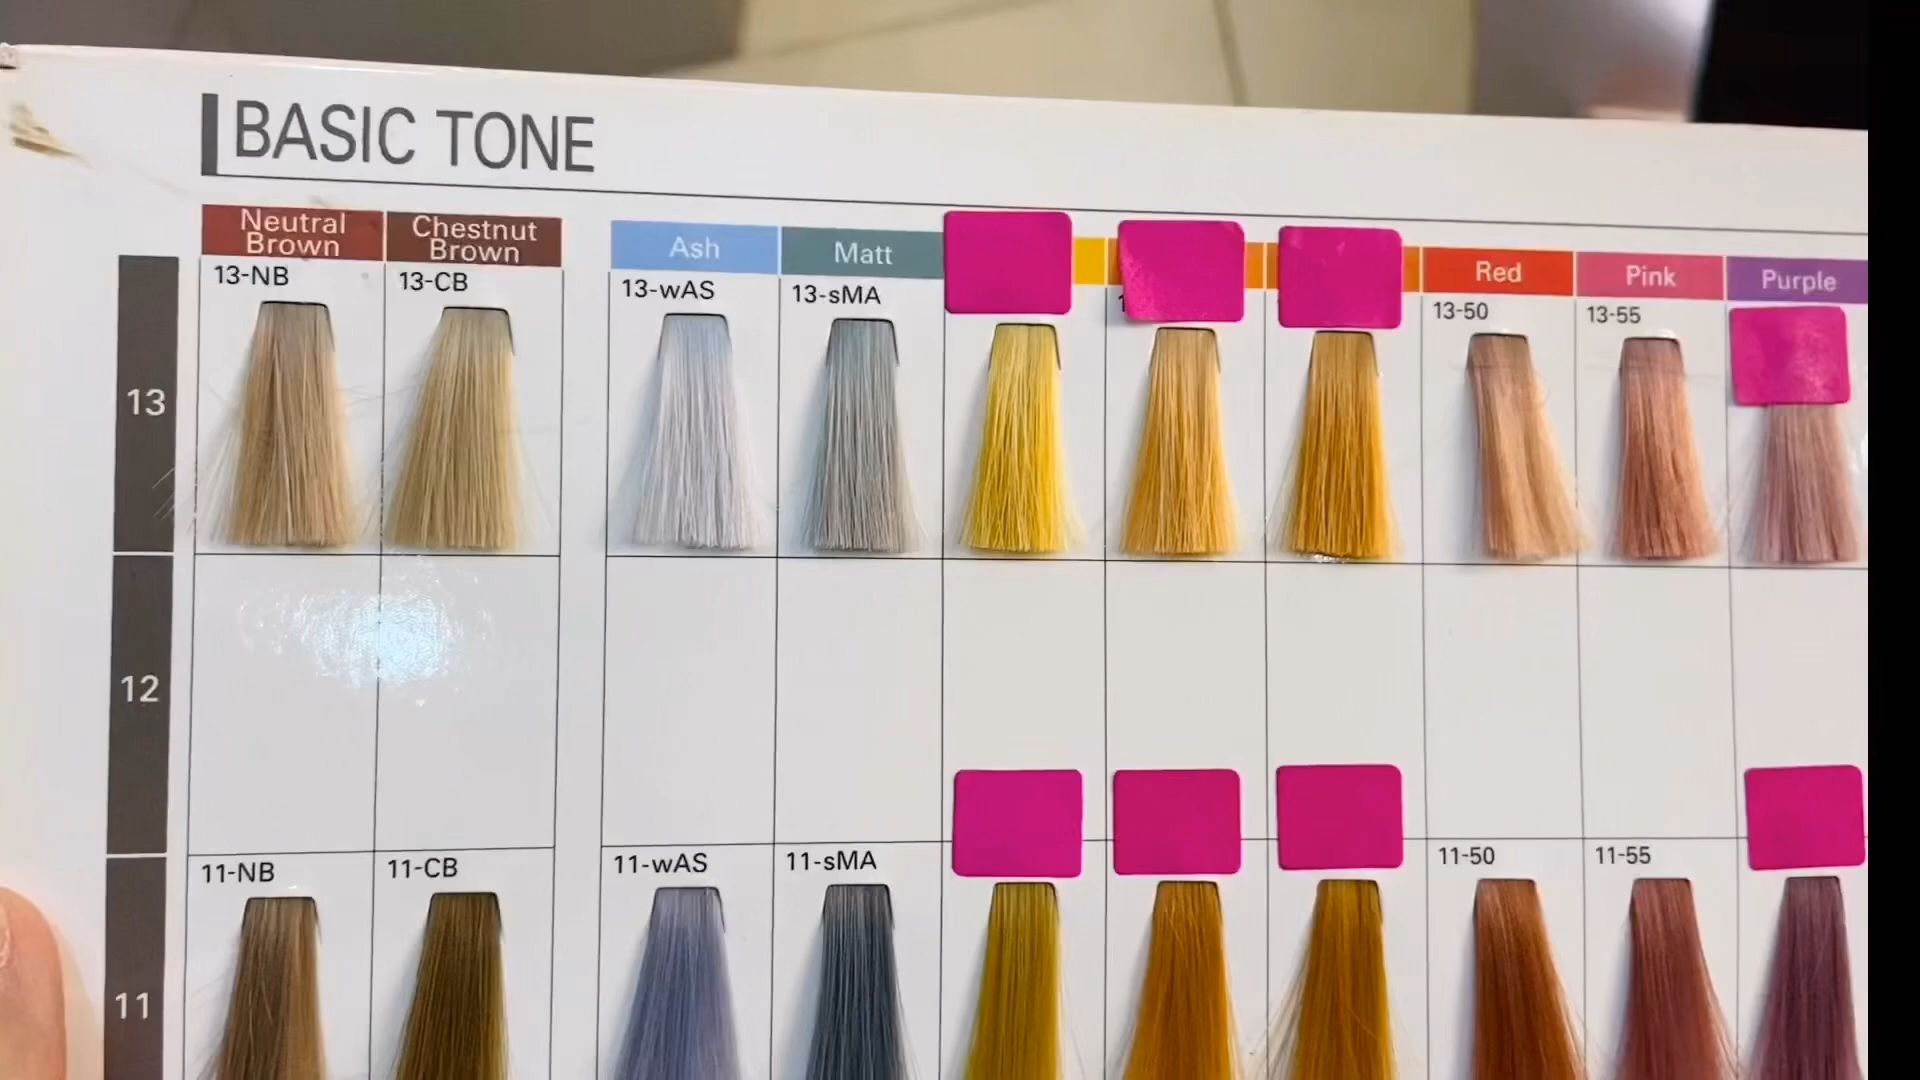 BASIC TONE
Neutral
Brown
Chestnut
Brown
Ash
Matt
Red
Pink
Purple
13
13-NB
13-CB
13-wAS
13-sMA
13-50
13-55
12
11
11-NB
11-CB
11-wAS
11-sMA
11-50
11-55